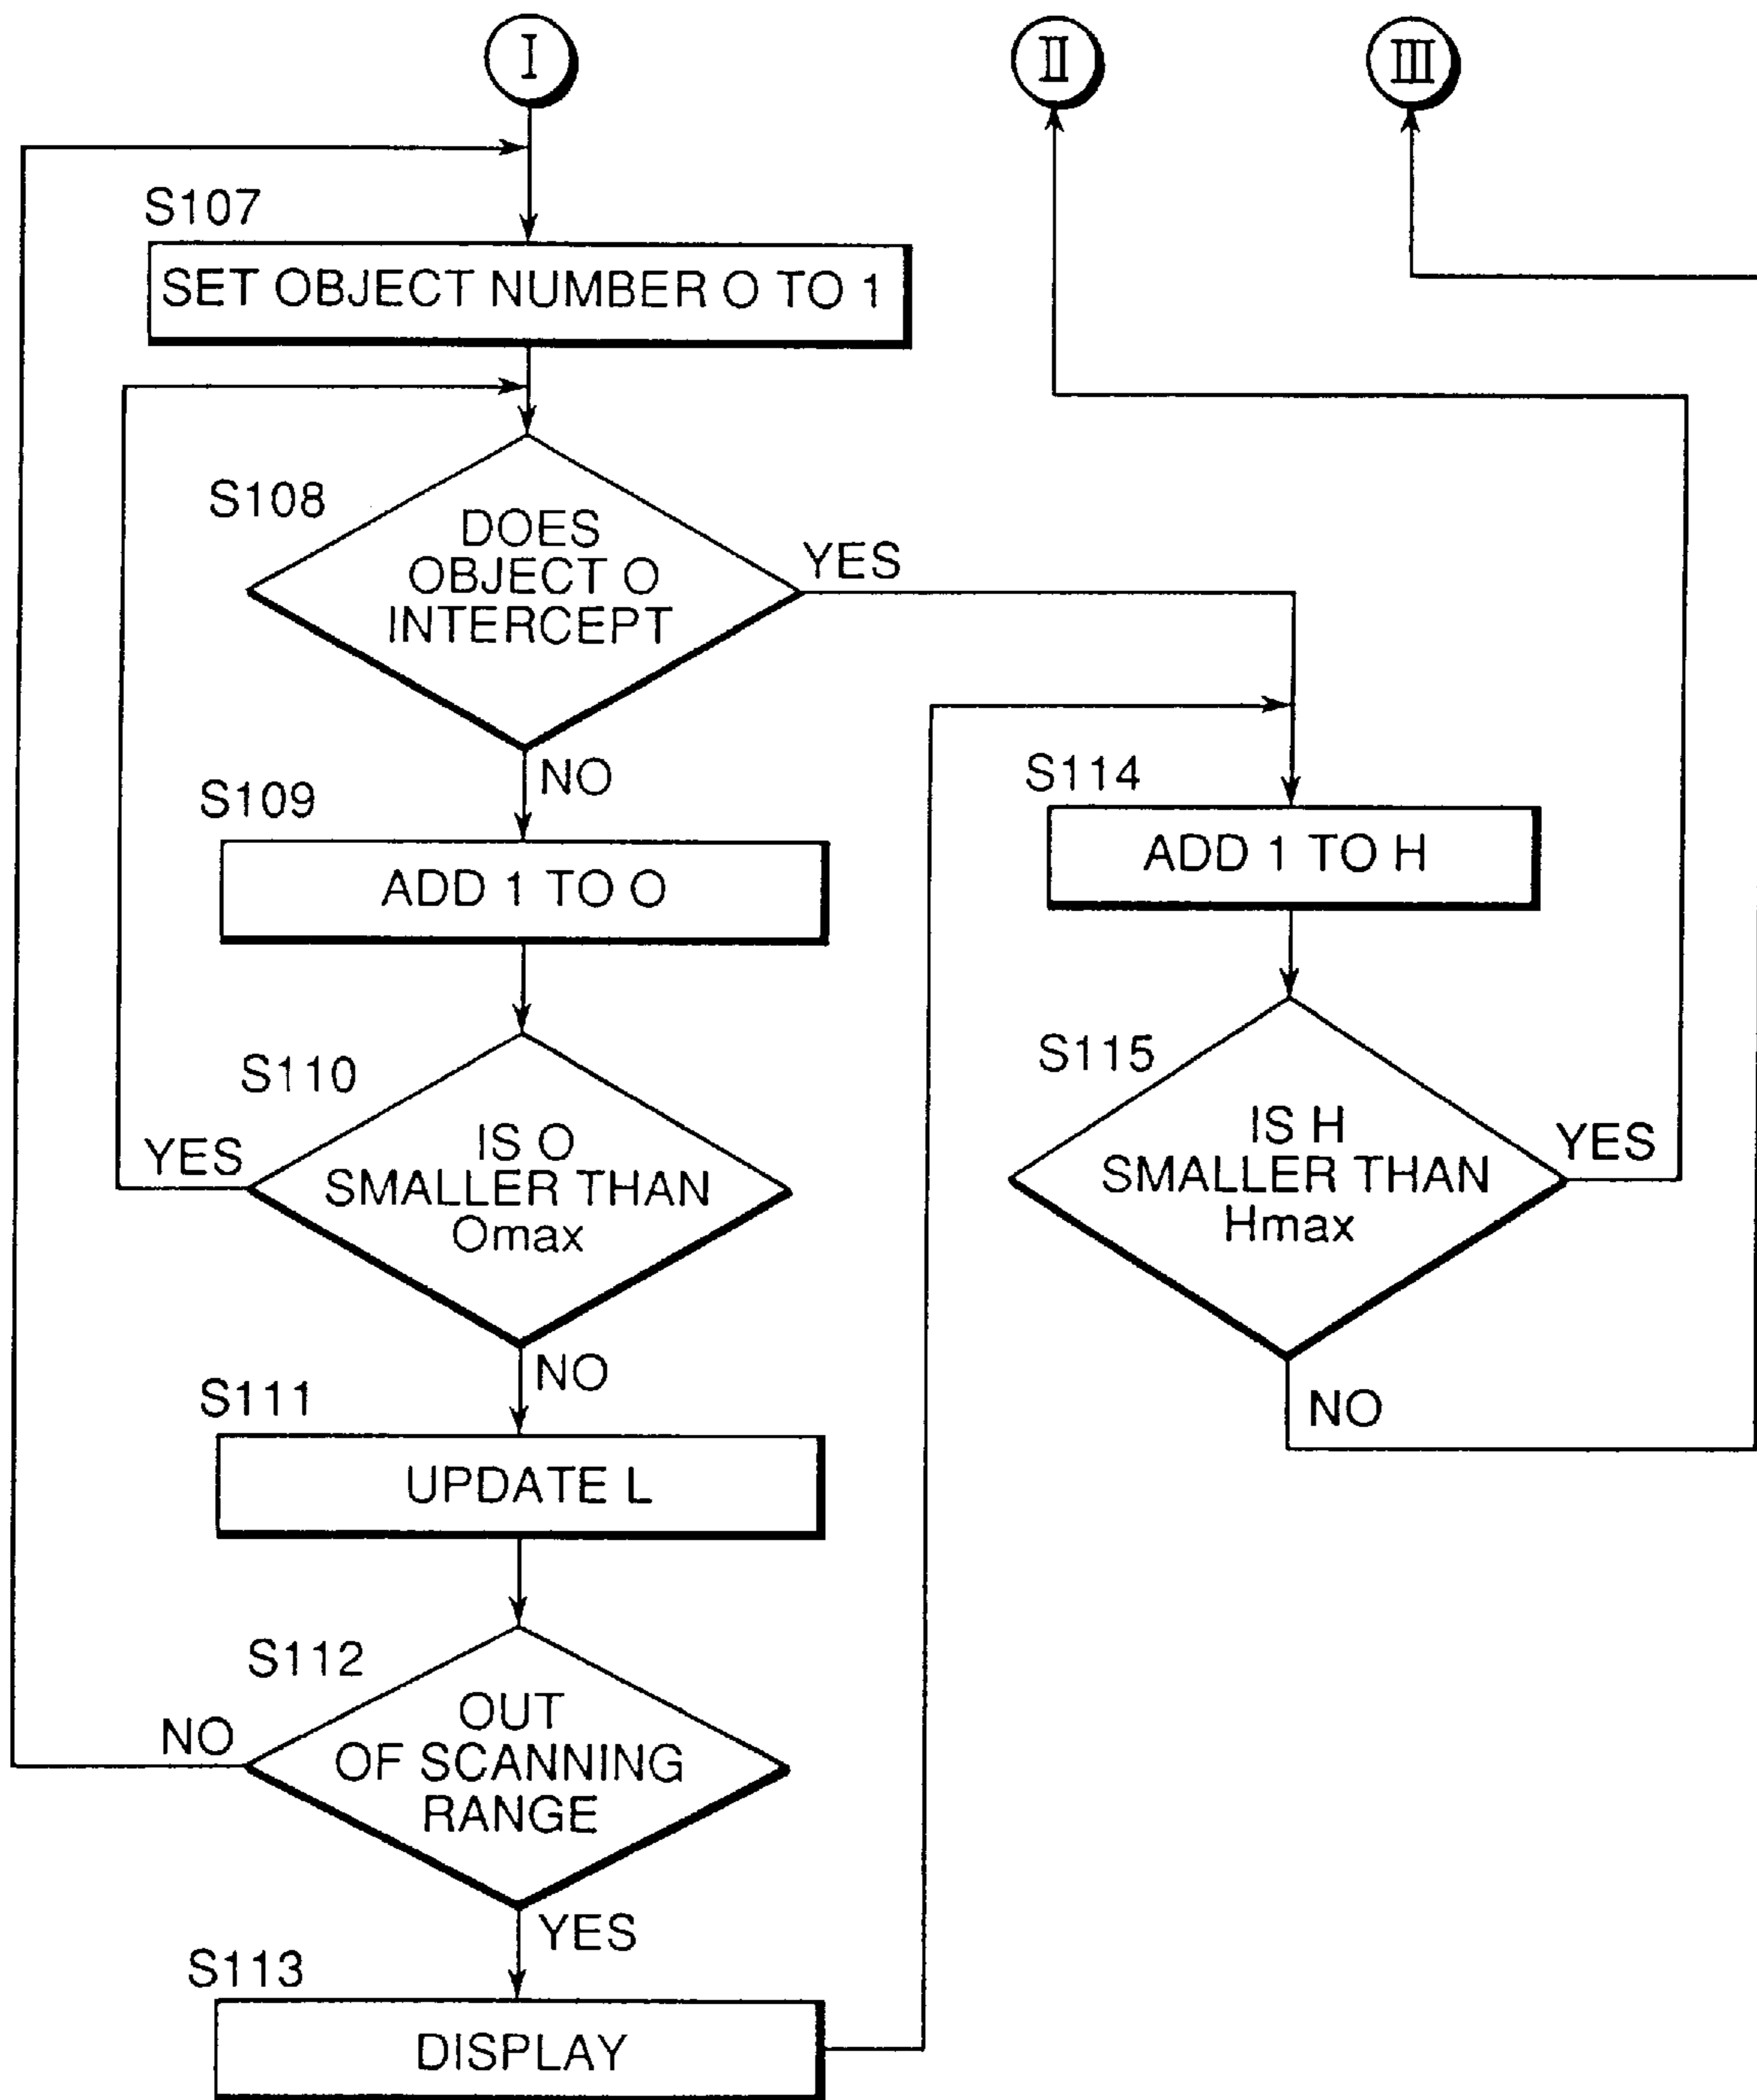 I
II
III
S107
SET OBJECT NUMBER O TO 1
S108
DOES
OBJECT O
INTERCEPT
YES
NO
S109
ADD 1 TO O
S110
IS O
SMALLER THAN
Omax
YES
NO
S111
UPDATE L
S112
OUT
OF SCANNING
RANGE
NO
YES
S113
DISPLAY
S114
ADD 1 TO H
S115
IS H
SMALLER THAN
Hmax
YES
NO